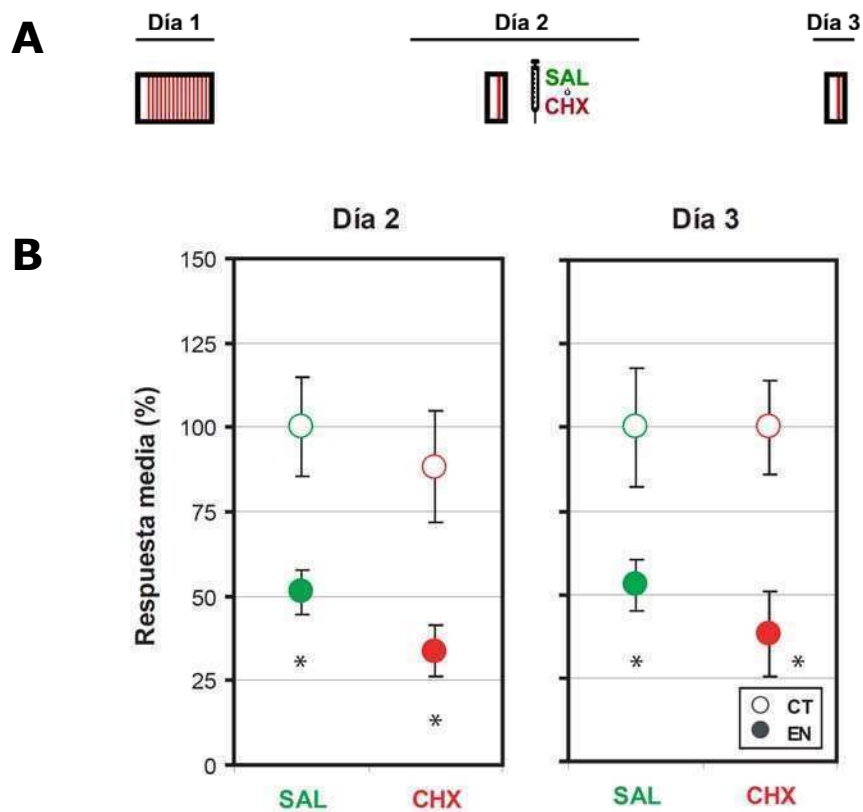 A
Día 1
Día 2
Día 3
SAL
ó
CHX
B
Día 2
Día 3
Respuesta media (%)
150
125
100
75
50
25
0
*
*
*
*
CT
EN
SAL
CHX
SAL
CHX